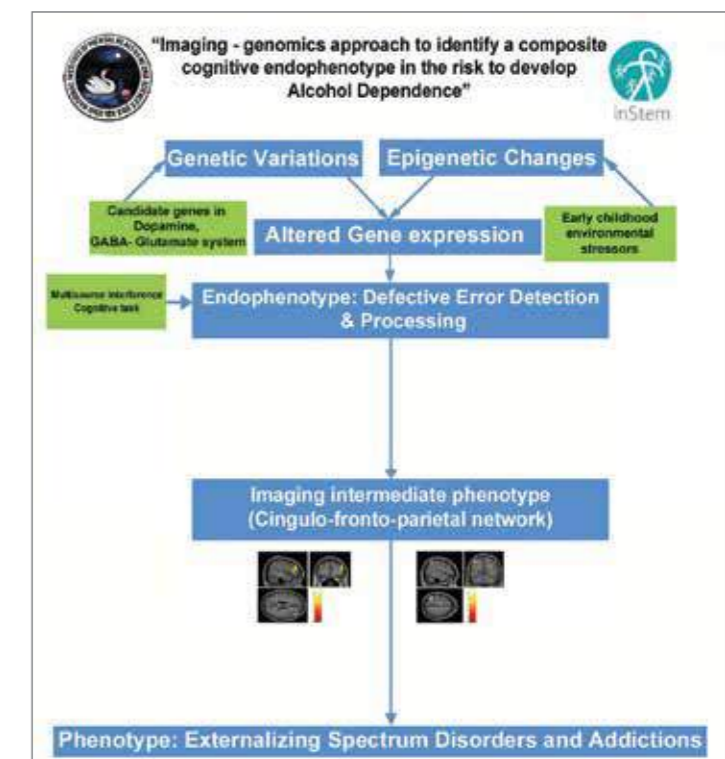 "Imaging - genomics approach to identify a composite
cognitive endophenotype in the risk to develop
Alcohol Dependence"
inStem
Genetic Variations
Epigenetic Changes
Candidate genes in
Dopamine,
GABA- Glutamate system
Altered Gene expression
Early childhood
environmental
stressors
Multisource interference
Cognitive task
Endophenotype: Defective Error Detection
& Processing
Imaging intermediate phenotype
(Cingulo-fronto-parietal network)
Phenotype: Externalizing Spectrum Disorders and Addictions